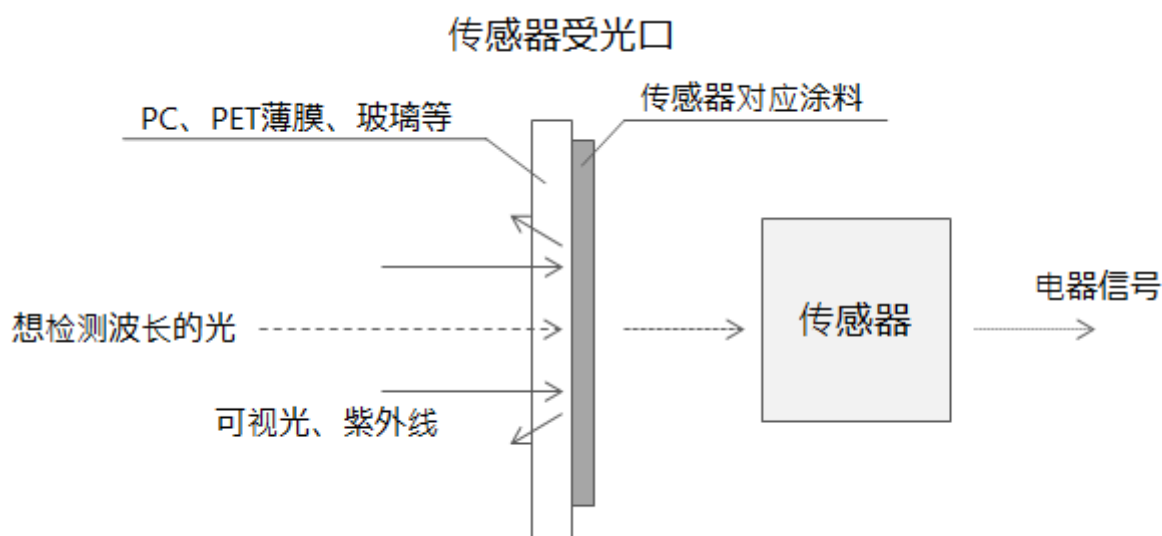 传感器受光口
PC、PET薄膜、玻璃等
传感器对应涂料
想检测波长的光
可视光、紫外线
传感器
电器信号